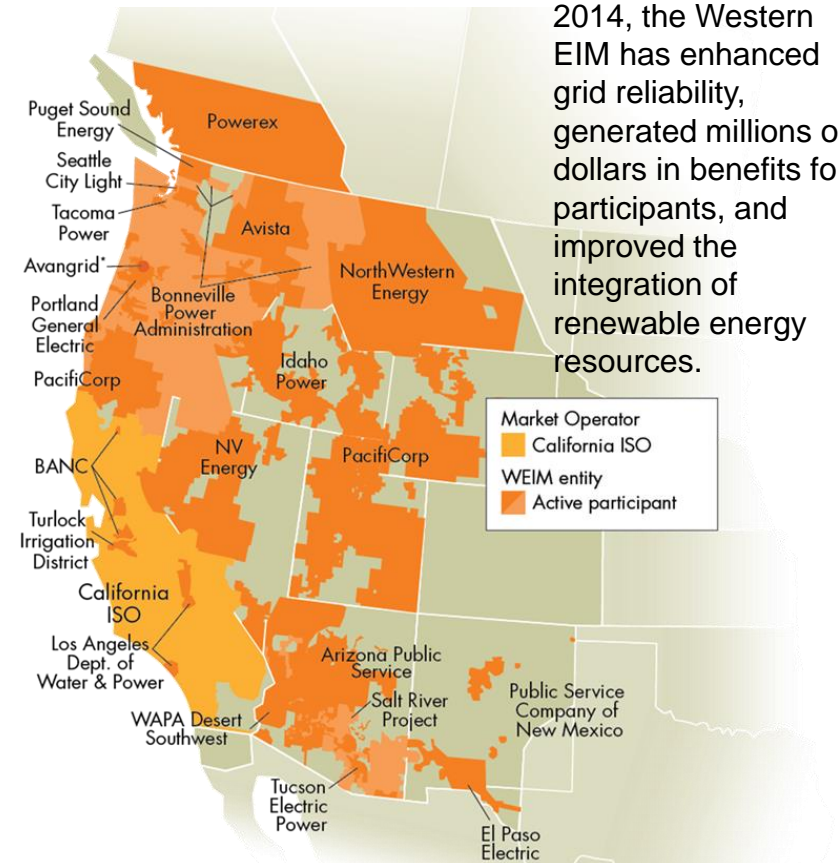 2014, the Western
EIM has enhanced
grid reliability,
generated millions o
dollars in benefits fo
participants, and
improved the
integration of
renewable energy
resources.
Puget Sound
Energy
Powerex
Seattle
City Light
Tacoma
Power
Avista
Avangrid*
NorthWestern
Energy
Portland
General
Electric
Bonneville
Power
Administration
PacifiCorp
Idaho
Power
Market Operator
California ISO
WEIM entity
Active participant
BANC
NV
Energy
PacifiCorp
Turlock
Irrigation
District
California
ISO
Los Angeles
Dept. of
Water & Power
Arizona Public
Service
Salt River
Project
Public Service
Company of
New Mexico
WAPA Desert
Southwest
Tucson
Electric
Power
El Paso
Electric